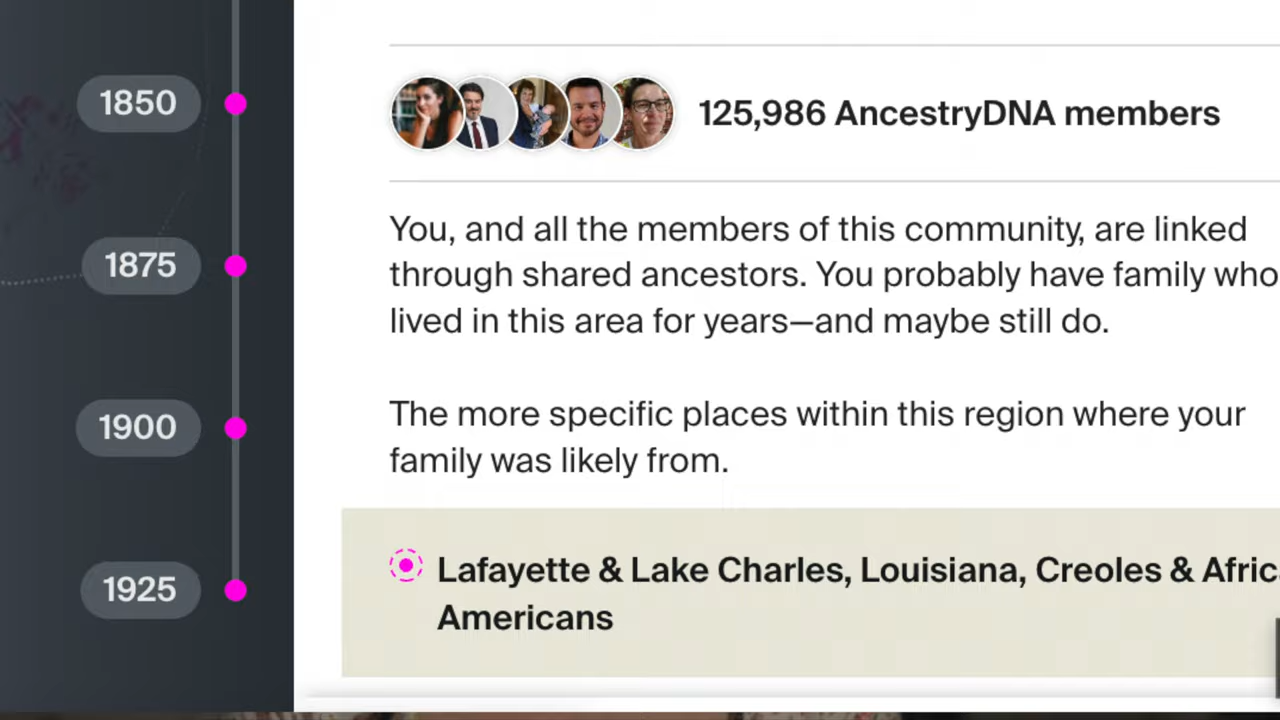 1850
125,986 AncestryDNA members
You, and all the members of this community, are linked
1875
through shared ancestors. You probably have family who
lived in this area for years—and maybe still do.
1900
The more specific places within this region where your
family was likely from.
Lafayette & Lake Charles, Louisiana, Creoles & Afric
1925
Americans